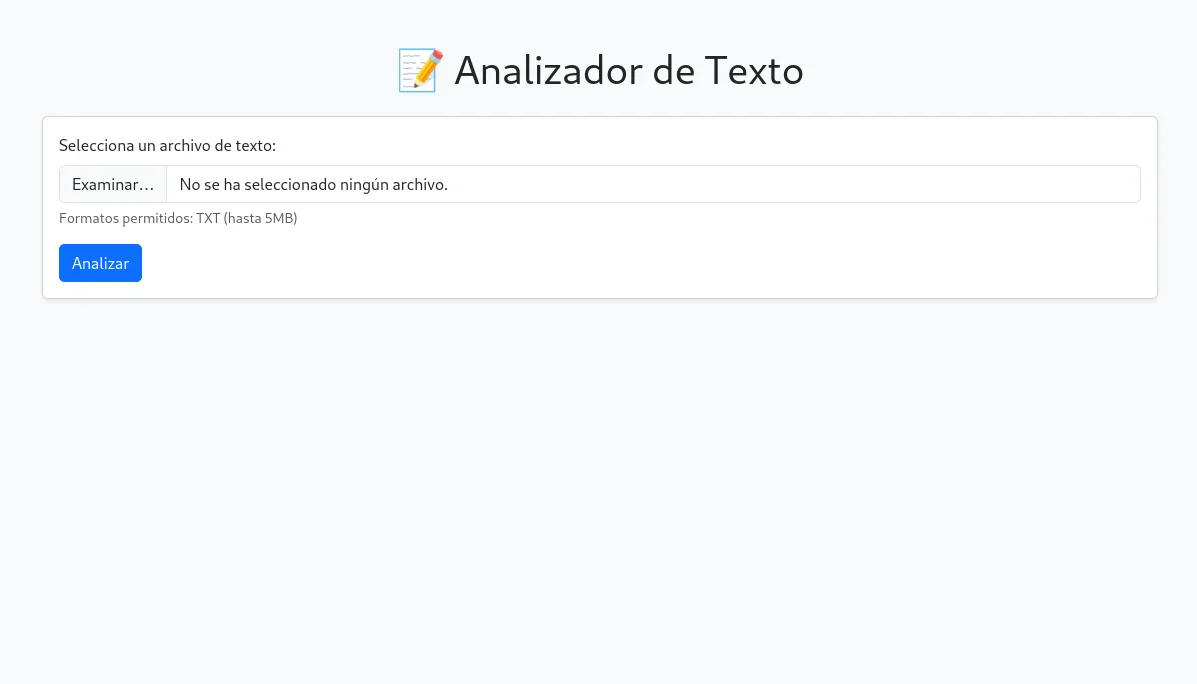 📝 Analizador de Texto
Selecciona un archivo de texto:
Examinar... No se ha seleccionado ningún archivo.
Formatos permitidos: TXT (hasta 5MB)
Analizar